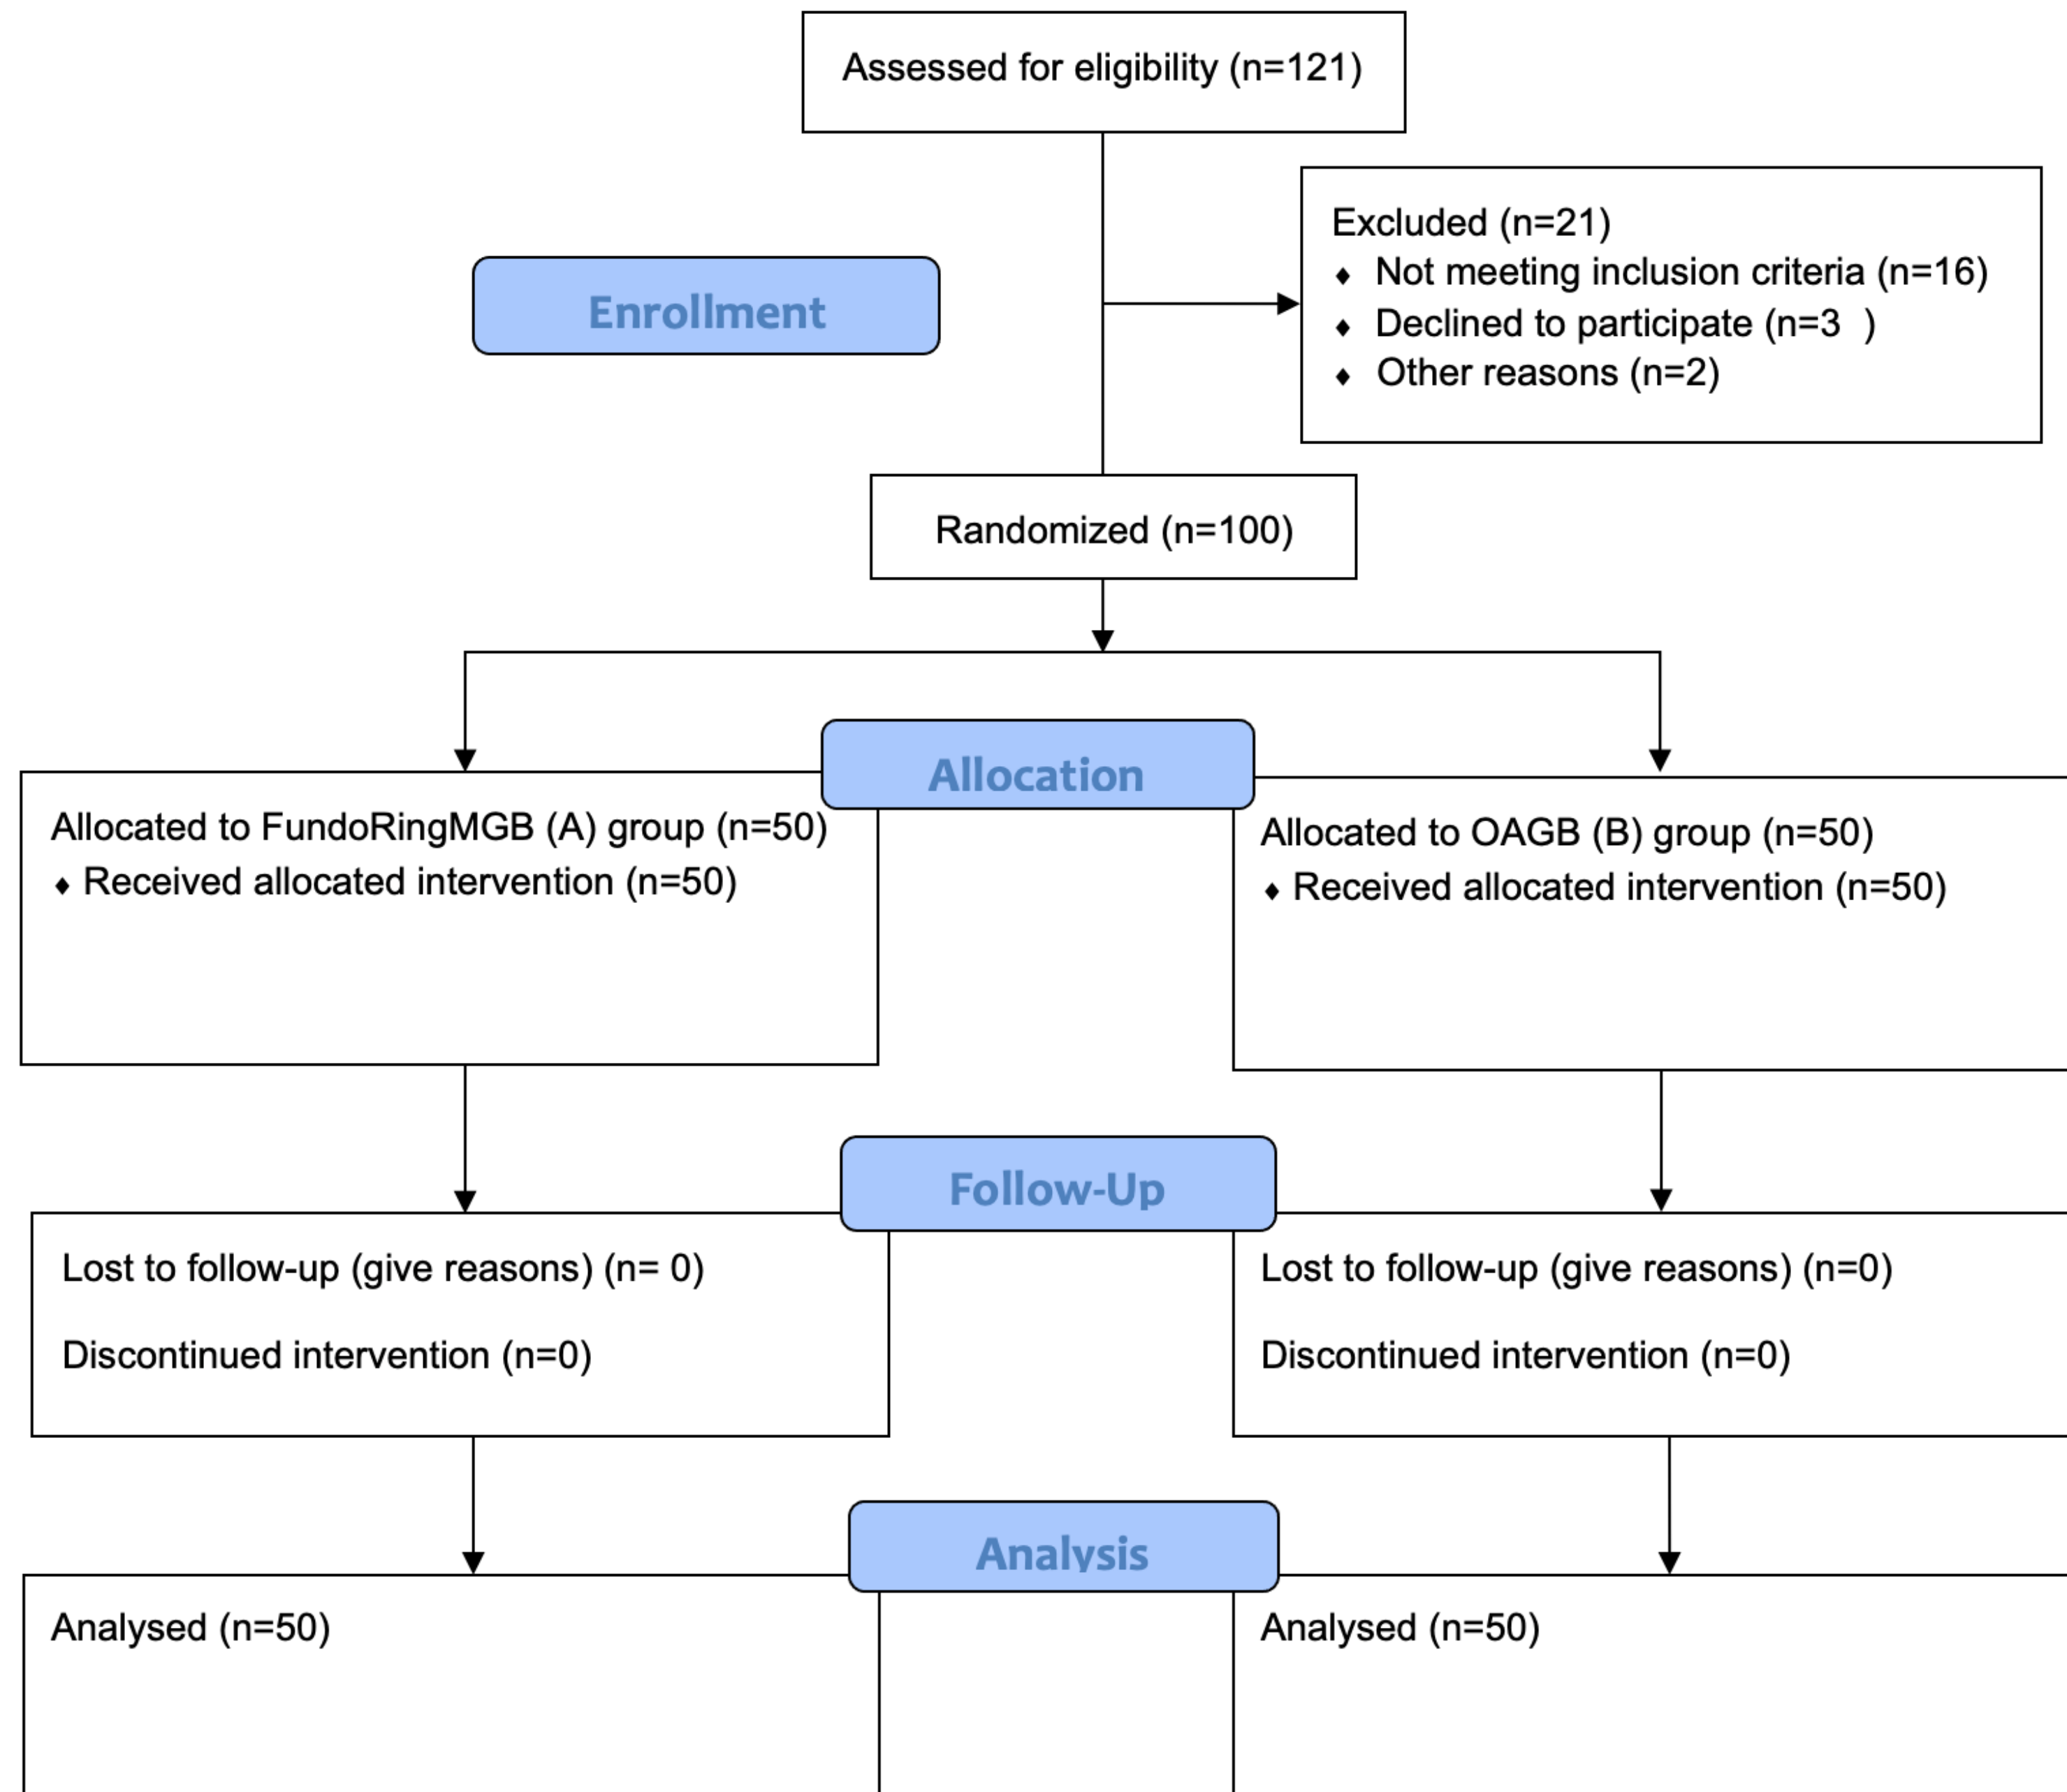 Assessed for eligibility (n=121)
Excluded (n=21)
♦ Not meeting inclusion criteria (n=16)
♦ Declined to participate (n=3  )
♦ Other reasons (n=2)
Enrollment
Randomized (n=100)
Allocation
Allocated to FundoRingMGB (A) group (n=50)
♦ Received allocated intervention (n=50)
Allocated to OAGB (B) group (n=50)
♦ Received allocated intervention (n=50)
Follow-Up
Lost to follow-up (give reasons) (n= 0)
Discontinued intervention (n=0)
Lost to follow-up (give reasons) (n=0)
Discontinued intervention (n=0)
Analysis
Analysed (n=50)
Analysed (n=50)